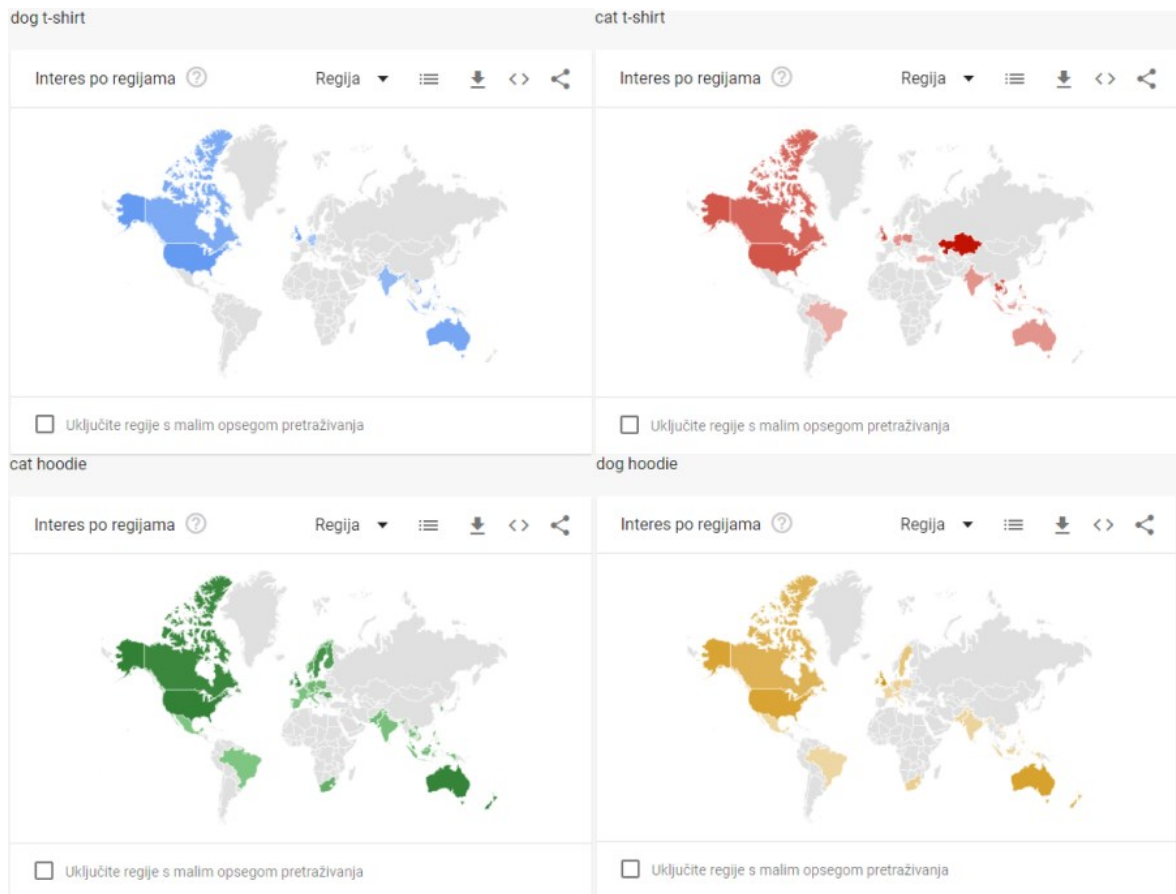 dog t-shirt
cat t-shirt
Interes po regijama
Regija
Interes po regijama
Regija
Uključite regije s malim opsegom pretraživanja
Uključite regije s malim opsegom pretraživanja
cat hoodie
dog hoodie
Interes po regijama
Regija
Interes po regijama
Regija
Uključite regije s malim opsegom pretraživanja
Uključite regije s malim opsegom pretraživanja